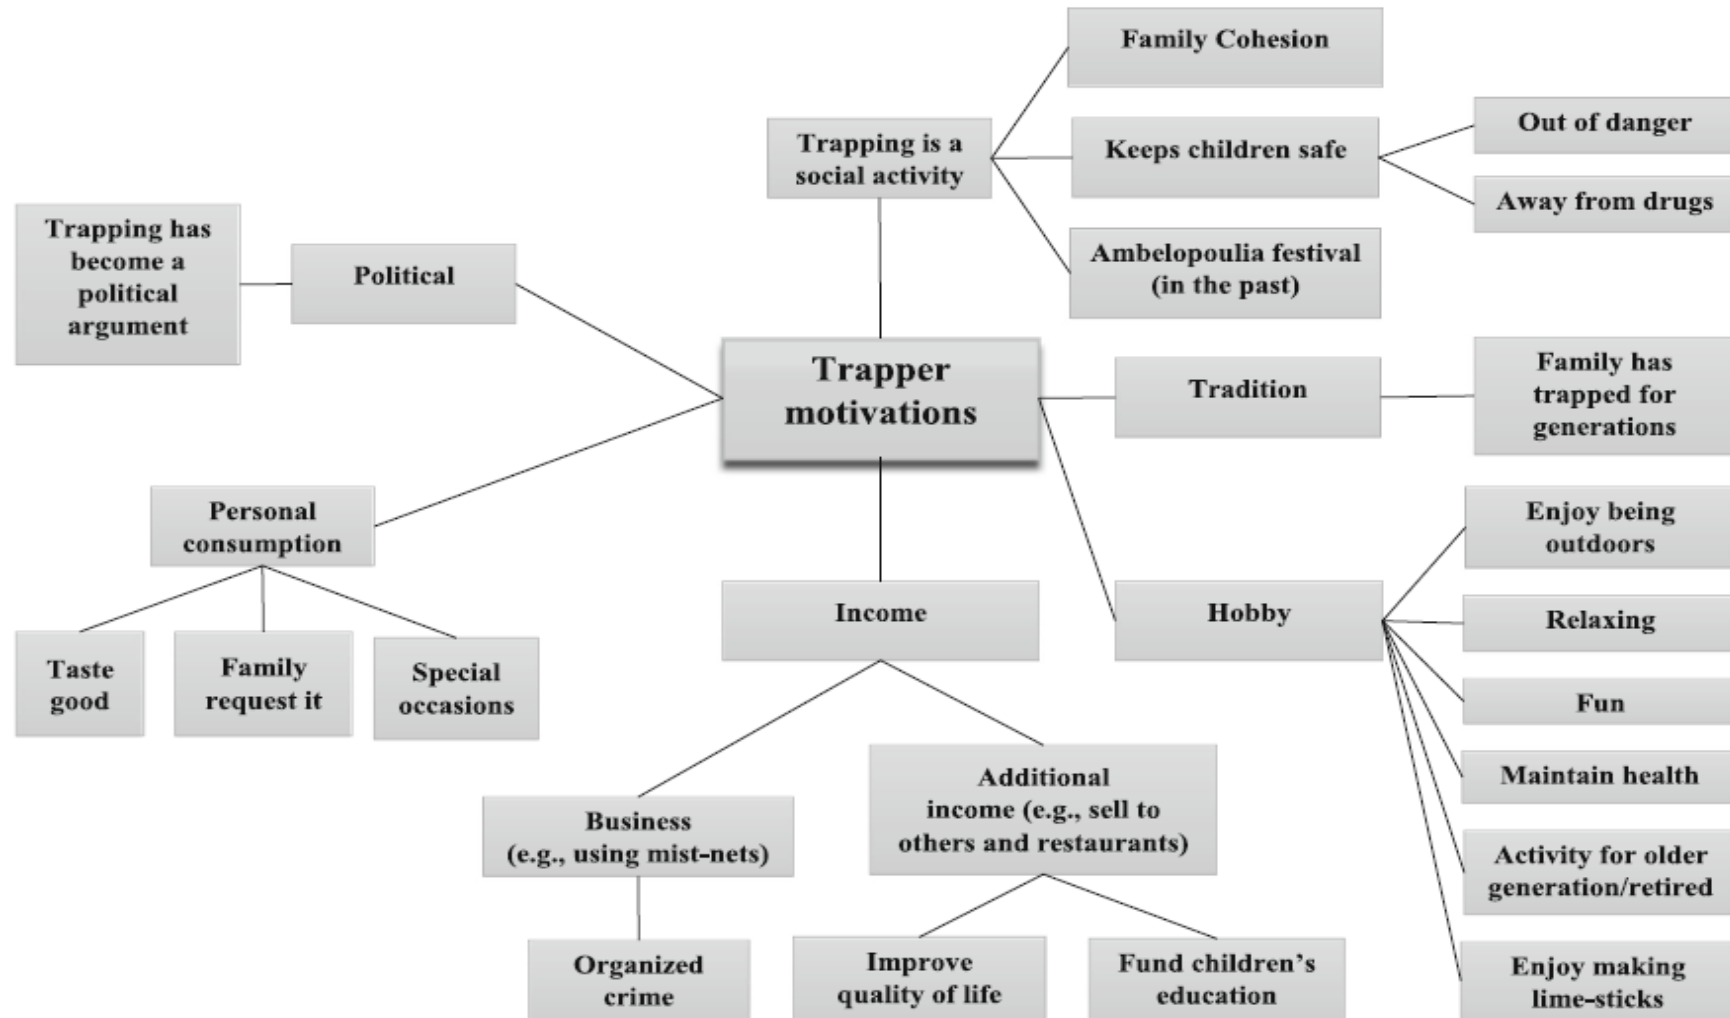 Family Cohesion
Trapping is a
social activity
Keeps children safe
Out of danger
Away from drugs
Ambelopoulia festival
(in the past)
Trapping has
become a
political
argument
Political
Trapper
motivations
Tradition
Family has
trapped for
generations
Personal
consumption
Taste
good
Family
request it
Special
occasions
Income
Hobby
Enjoy being
outdoors
Relaxing
Fun
Maintain health
Activity for older
generation/retired
Enjoy making
lime-sticks
Business
(e.g., using mist-nets)
Additional
income (e.g., sell to
others and restaurants)
Organized
crime
Improve
quality of life
Fund children’s
education